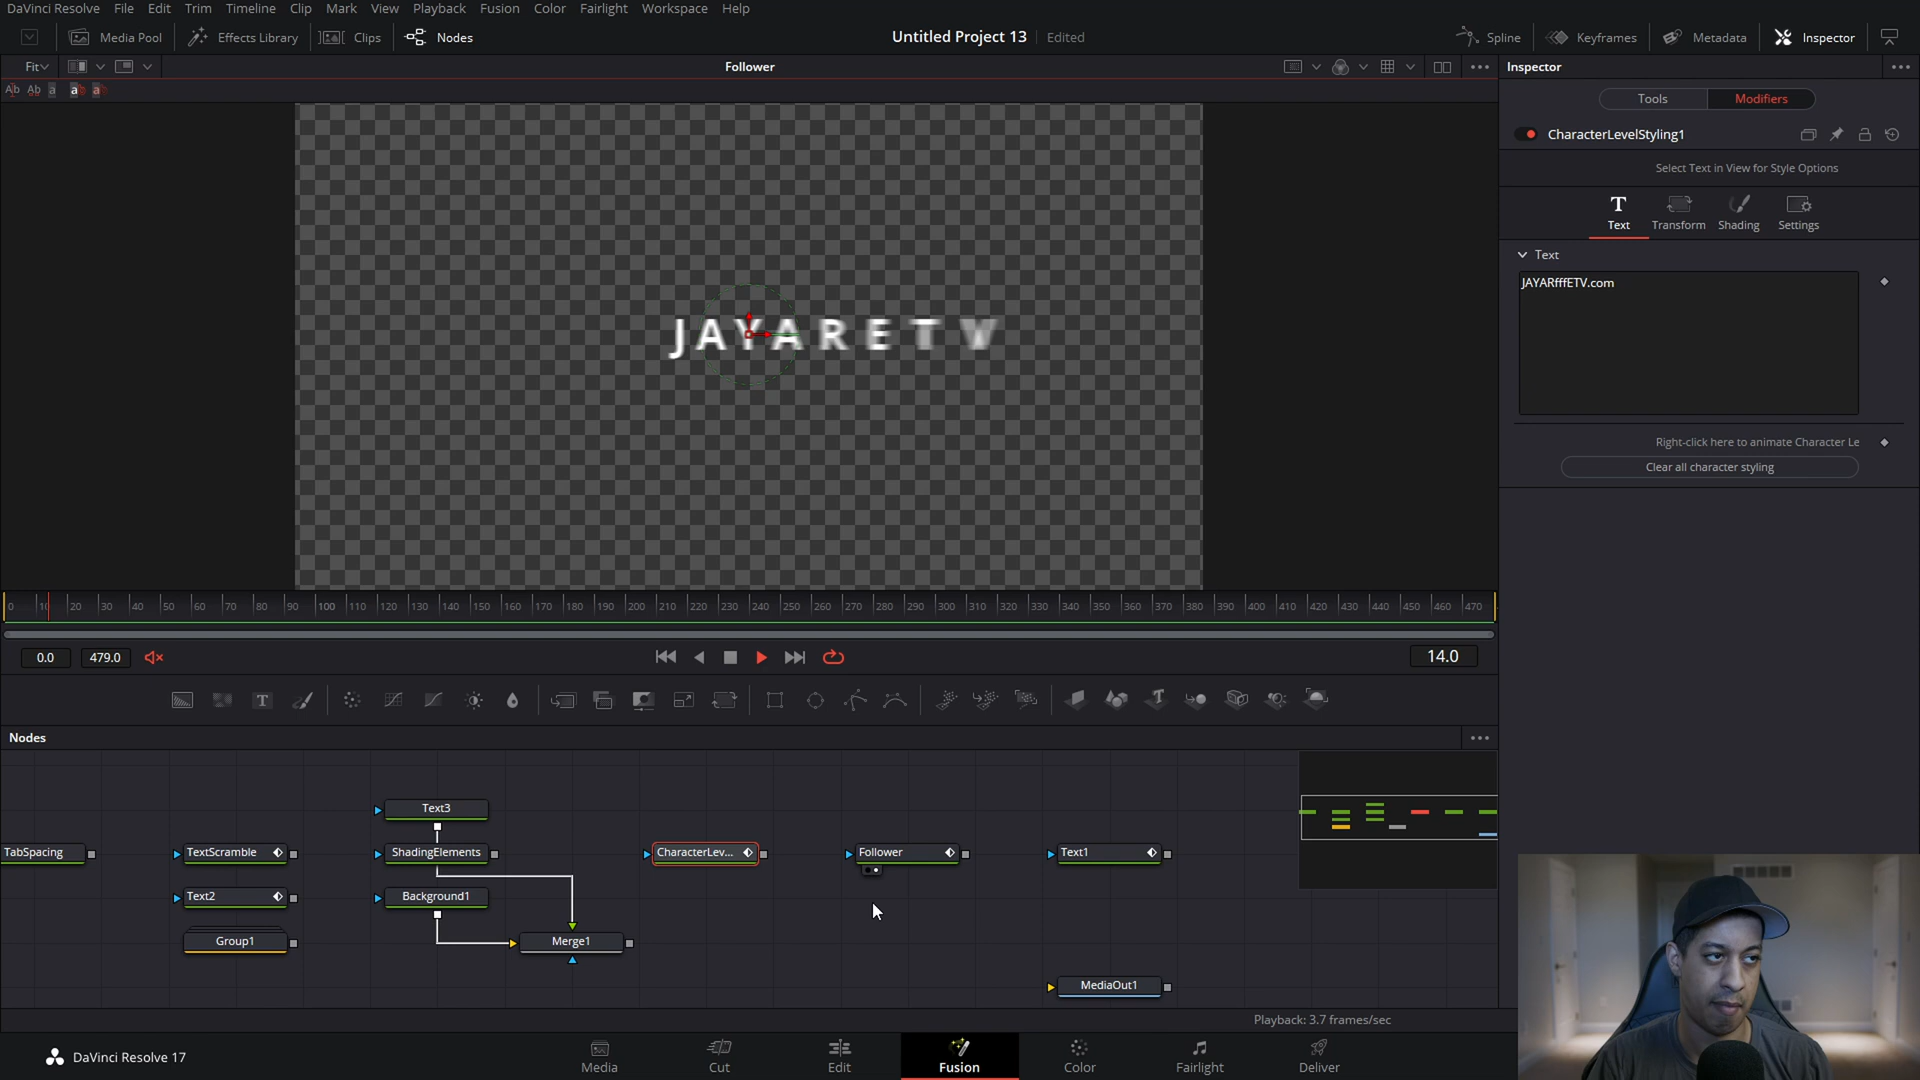 DaVinci Resolve File Edit Trim Timeline Clip Mark View Playback Fusion Color Fairlight Workspace Help
Media Pool Effects Library Clips Nodes Untitled Project 13 Edited Spline Keyframes Metadata Inspector
Fit Follower Inspector
Ab Ab a a a
Tools Modifiers
CharacterLevelStyling1
Select Text in View for Style Options
Text Transform Shading Settings
Text
JAYARfffETV.com
JAYARETV
Right-click here to animate Character Le
Clear all character styling
0 10 20 30 40 50 60 70 80 90 100 110 120 130 140 150 160 170 180 190 200 210 220 230 240 250 260 270 280 290 300 310 320 330 340 350 360 370 380 390 400 410 420 430 440 450 460 470
0.0 479.0 14.0
Nodes
Text3
TabSpacing TextScramble ShadingElements CharacterLev... Follower Text1
Text2 Background1
Group1 Merge1
MediaOut1
Playback: 3.7 frames/sec
DaVinci Resolve 17 Media Cut Edit Fusion Color Fairlight Deliver